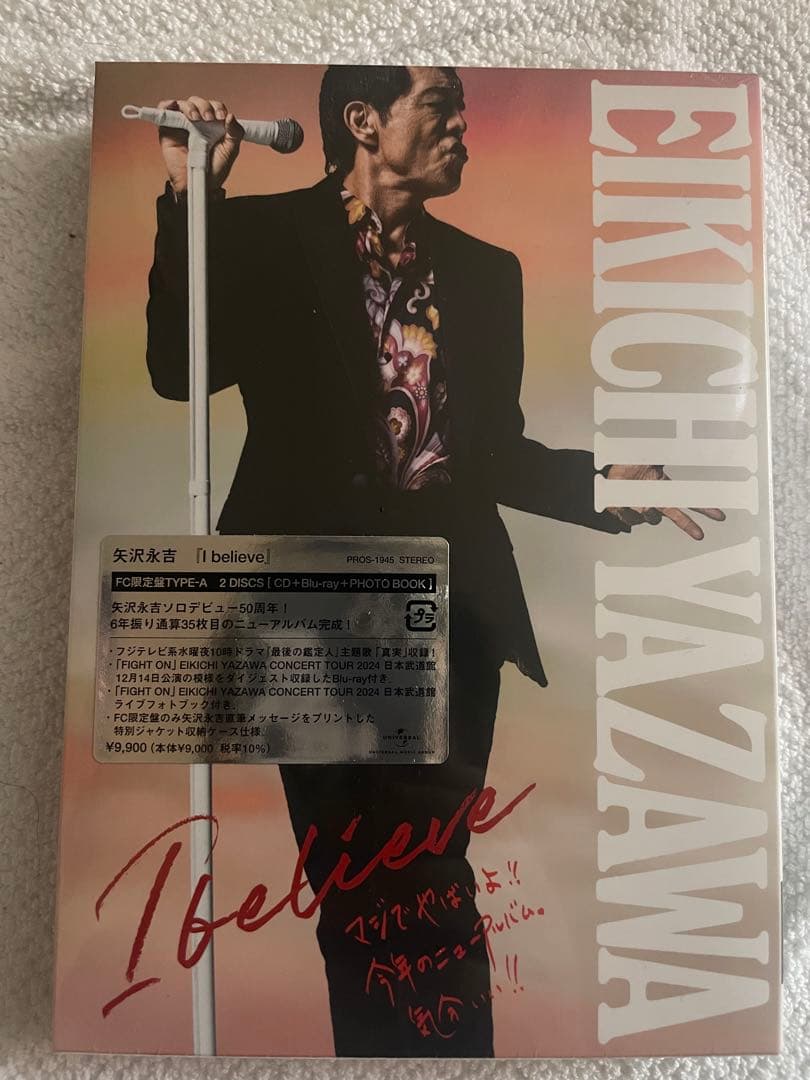 EIKICHI YAZAWA
矢沢永吉 『I believe』
PROS-1945 STEREO
FC限定盤TYPE-A 2 DISCS [ CD+Blu-ray+PHOTO BOOK ]
矢沢永吉ソロデビュー50周年！
6年振り通算35枚目のニューアルバム完成！
プラ
・フジテレビ系水曜夜10時ドラマ『最後の鑑定人』主題歌「真実」収録！
・「FIGHT ON」EIKICHI YAZAWA CONCERT TOUR 2024 日本武道館
12月14日公演の模様をダイジェスト収録したBlu-ray付き。
・「FIGHT ON」EIKICHI YAZAWA CONCERT TOUR 2024 日本武道館
ライブフォトブック付き。
・FC限定盤のみ矢沢永吉直筆メッセージをプリントした
特別ジャケット収納ケース仕様。
¥9,900 (本体¥9,000 税率10%)
UNIVERSAL
UNIVERSAL MUSIC GROUP
I believe
マジでやばいよ!!
今年のニューアルバム。
気分いい!!